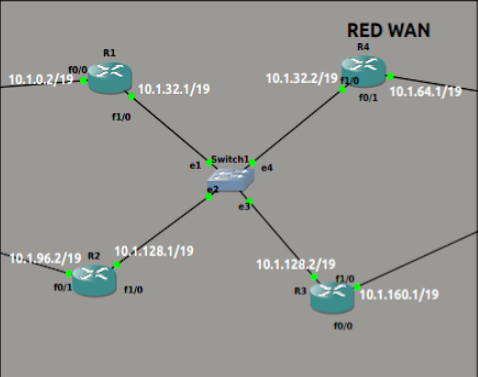 RED WAN
R1
R4
f0/0
10.1.0.2/19
10.1.32.1/19
10.1.32.2/19
f1/0
10.1.64.1/19
f0/1
f1/0
Switch1
e1
e4
e2
e3
10.1.96.2/19
R2
10.1.128.1/19
10.1.128.2/19
f0/1
f1/0
R3
f1/0
10.1.160.1/19
f0/0